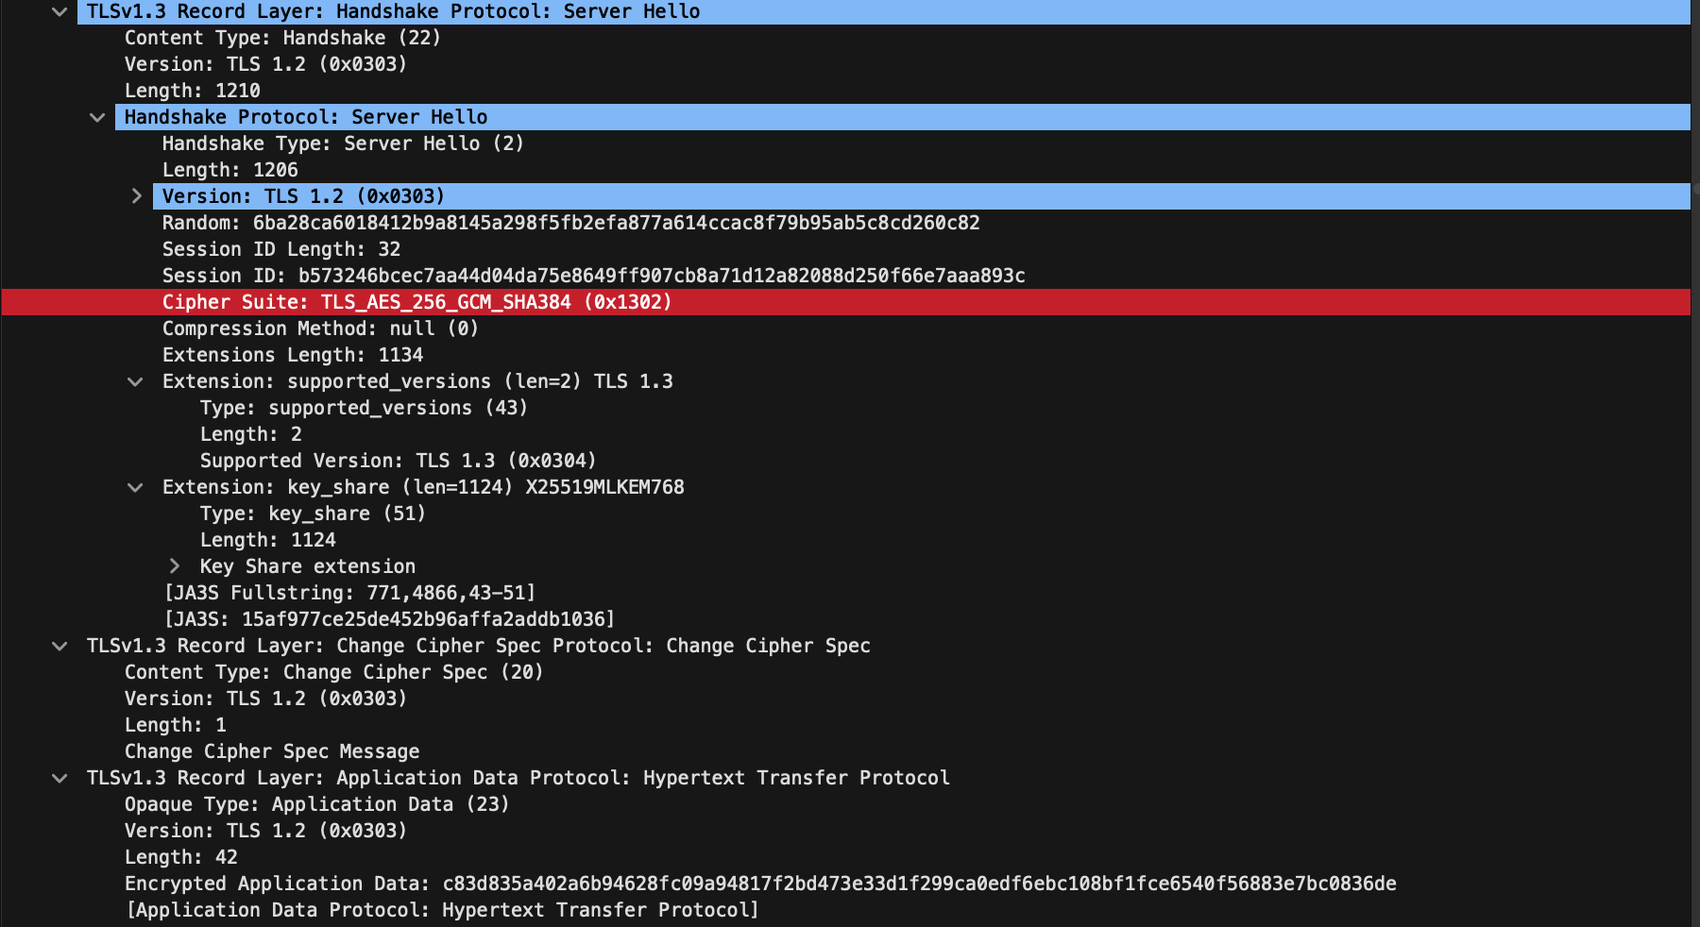 TLSv1.3 Record Layer: Handshake Protocol: Server Hello
Content Type: Handshake (22)
Version: TLS 1.2 (0x0303)
Length: 1210
Handshake Protocol: Server Hello
Handshake Type: Server Hello (2)
Length: 1206
Version: TLS 1.2 (0x0303)
Random: 6ba28ca6018412b9a8145a298f5fb2efa877a614ccac8f79b95ab5c8cd260c82
Session ID Length: 32
Session ID: b573246bcec7aa44d04da75e8649ff907cb8a71d12a82088d250f66e7aaa893c
Cipher Suite: TLS_AES_256_GCM_SHA384 (0x1302)
Compression Method: null (0)
Extensions Length: 1134
Extension: supported_versions (len=2) TLS 1.3
Type: supported_versions (43)
Length: 2
Supported Version: TLS 1.3 (0x0304)
Extension: key_share (len=1124) X25519MLKEM768
Type: key_share (51)
Length: 1124
Key Share extension
[JA3S Fullstring: 771,4866,43-51]
[JA3S: 15af977ce25de452b96affa2addb1036]
TLSv1.3 Record Layer: Change Cipher Spec Protocol: Change Cipher Spec
Content Type: Change Cipher Spec (20)
Version: TLS 1.2 (0x0303)
Length: 1
Change Cipher Spec Message
TLSv1.3 Record Layer: Application Data Protocol: Hypertext Transfer Protocol
Opaque Type: Application Data (23)
Version: TLS 1.2 (0x0303)
Length: 42
Encrypted Application Data: c83d835a402a6b94628fc09a94817f2bd473e33d1f299ca0edf6ebc108bf1fce6540f56883e7bc0836de
[Application Data Protocol: Hypertext Transfer Protocol]